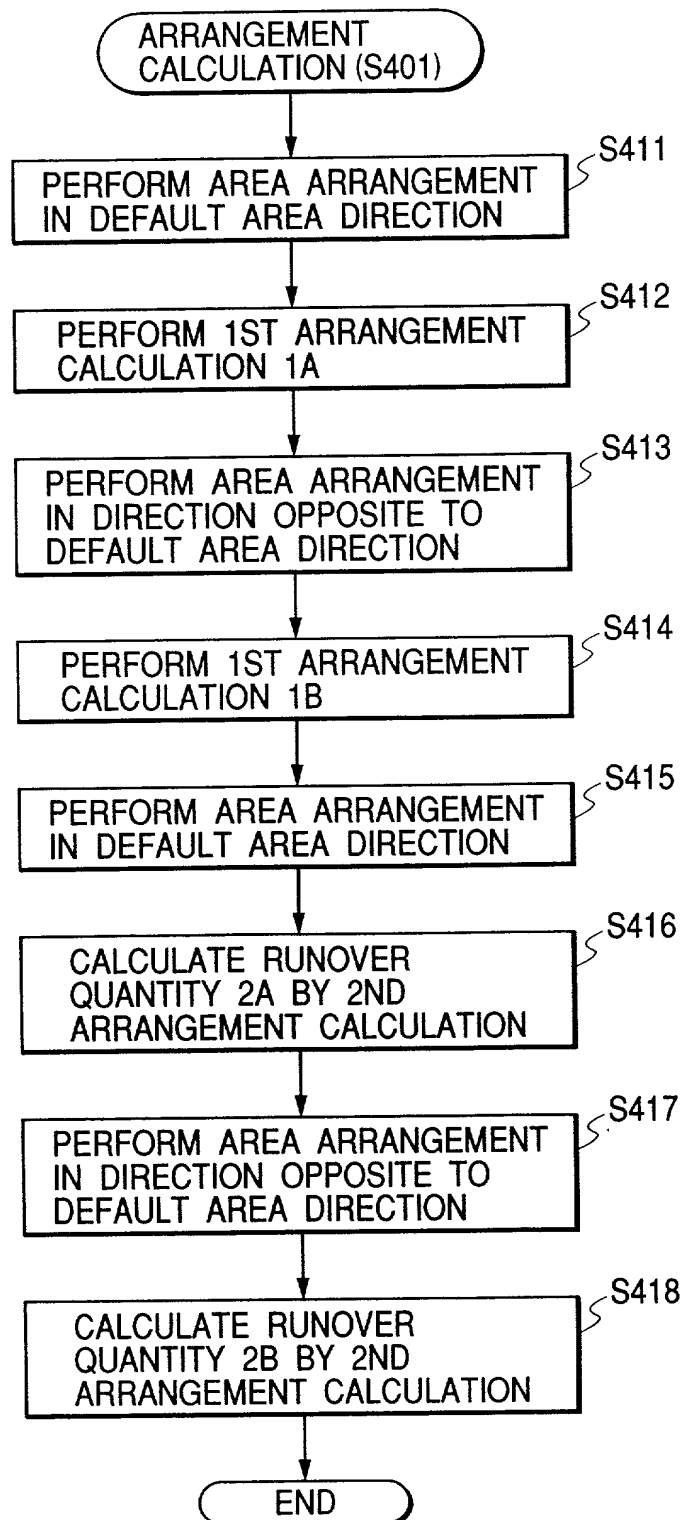 ARRANGEMENT
CALCULATION (S401)
S411
PERFORM AREA ARRANGEMENT
IN DEFAULT AREA DIRECTION
S412
PERFORM 1ST ARRANGEMENT
CALCULATION 1A
S413
PERFORM AREA ARRANGEMENT
IN DIRECTION OPPOSITE TO
DEFAULT AREA DIRECTION
S414
PERFORM 1ST ARRANGEMENT
CALCULATION 1B
S415
PERFORM AREA ARRANGEMENT
IN DEFAULT AREA DIRECTION
S416
CALCULATE RUNOVER
QUANTITY 2A BY 2ND
ARRANGEMENT CALCULATION
S417
PERFORM AREA ARRANGEMENT
IN DIRECTION OPPOSITE TO
DEFAULT AREA DIRECTION
S418
CALCULATE RUNOVER
QUANTITY 2B BY 2ND
ARRANGEMENT CALCULATION
END